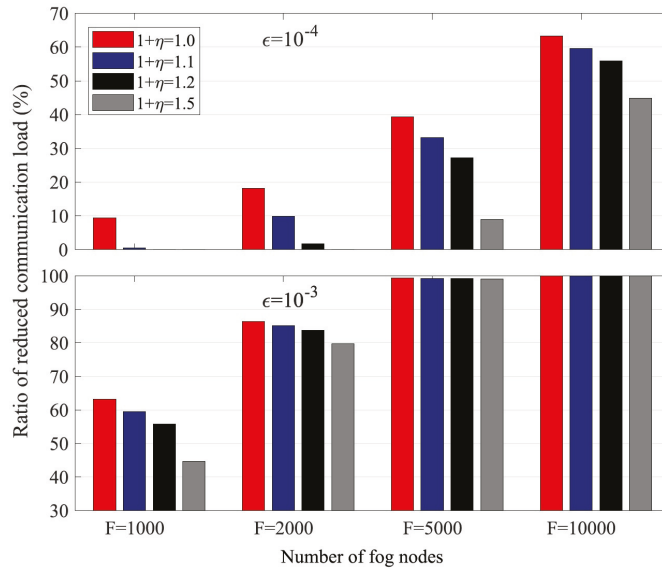 70
60
50
40
30
20
10
0
1+η=1.0
1+η=1.1
1+η=1.2
1+η=1.5
ϵ=10⁻⁴
100
90
80
70
60
50
40
30
ϵ=10⁻³
Ratio of reduced communication load (%)
F=1000 F=2000 F=5000 F=10000
Number of fog nodes